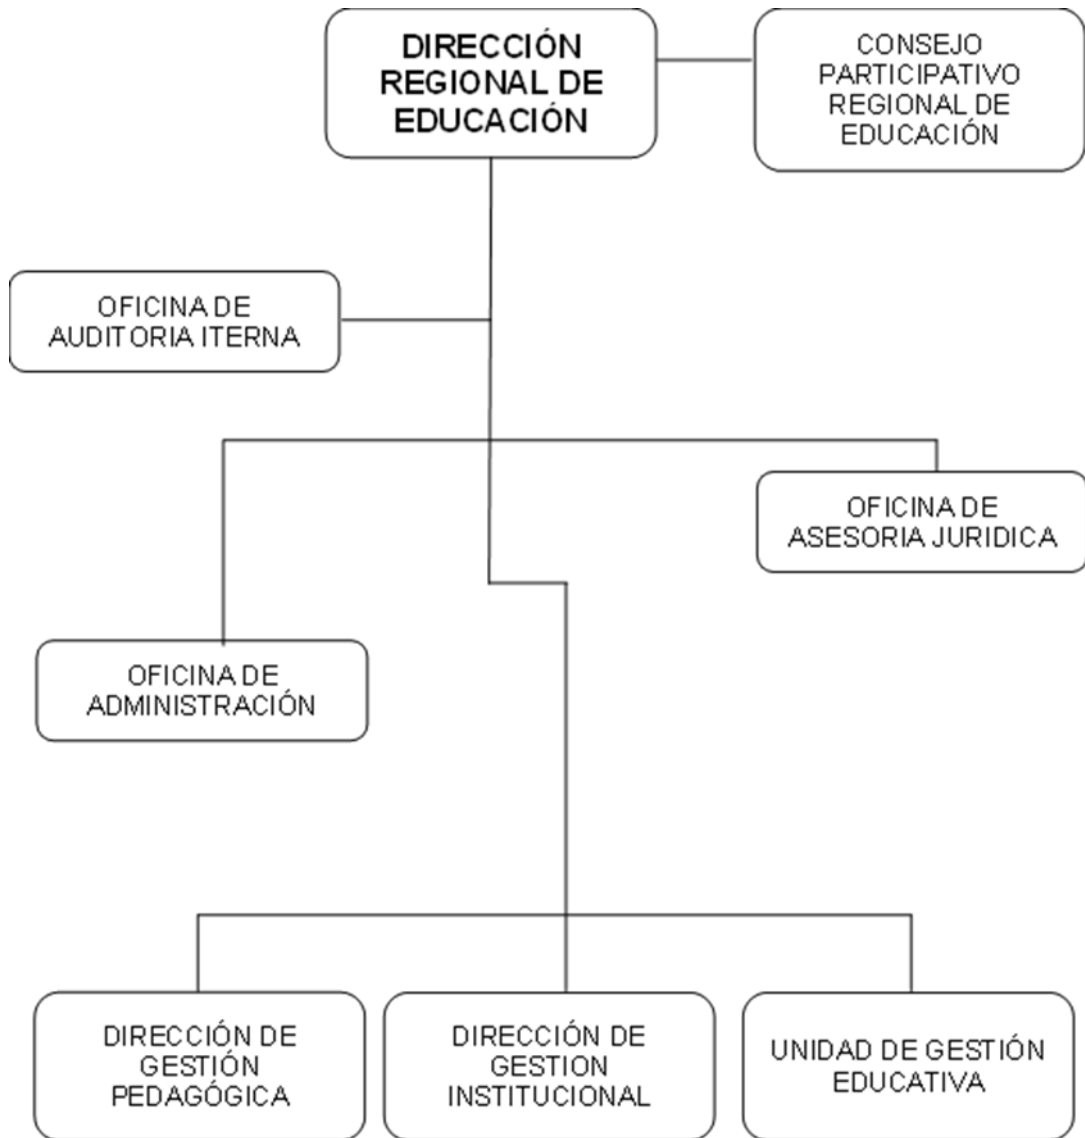 DIRECCIÓN
REGIONAL DE
EDUCACIÓN
CONSEJO
PARTICIPATIVO
REGIONAL DE
EDUCACIÓN
OFICINA DE
AUDITORIA ITERNA
OFICINA DE
ASESORIA JURIDICA
OFICINA DE
ADMINISTRACIÓN
DIRECCIÓN DE
GESTIÓN
PEDAGÓGICA
DIRECCIÓN DE
GESTION
INSTITUCIONAL
UNIDAD DE GESTIÓN
EDUCATIVA